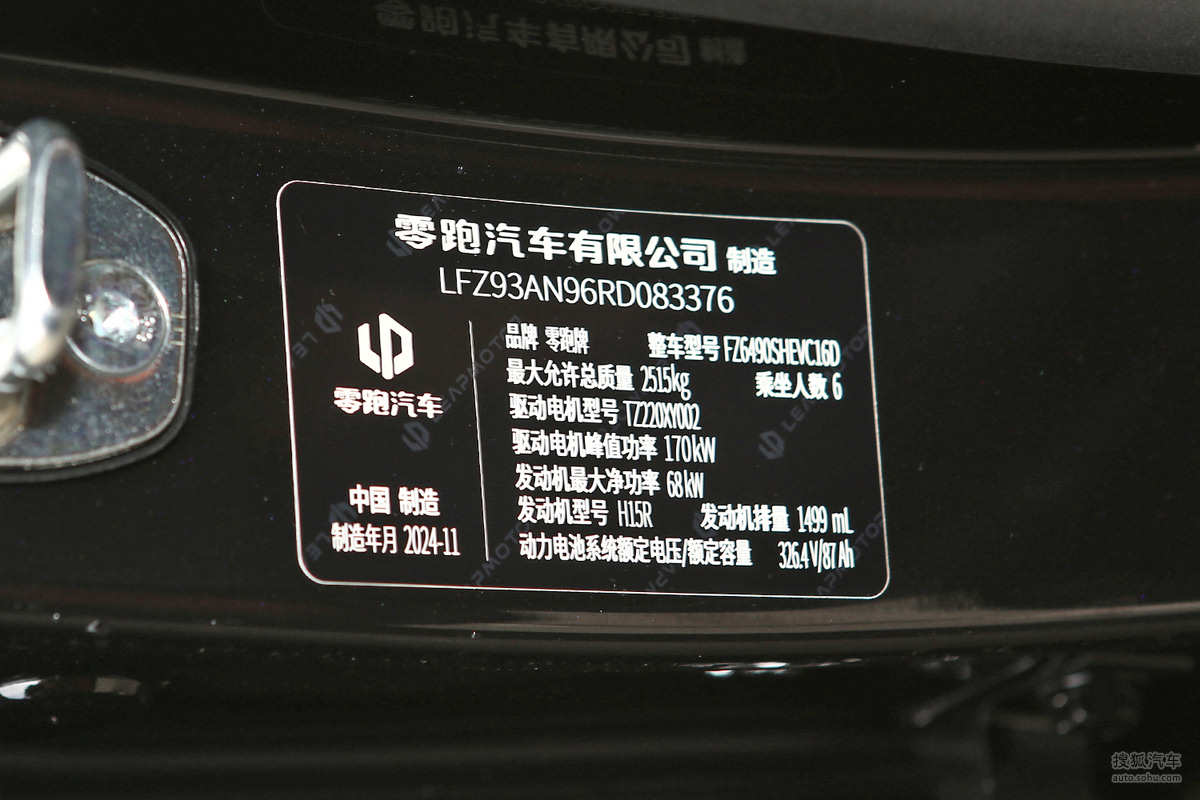 零跑汽车有限公司 制造
LFZ93AN96RD083376
零跑汽车
中国 制造
制造年月 2024-11
品牌 零跑牌 整车型号 FZ6490SHEVC16D
最大允许总质量 2515kg 乘坐人数 6
驱动电机型号 TZ220XY002
驱动电机峰值功率 170kW
发动机最大净功率 68kW
发动机型号 H15R 发动机排量 1499 mL
动力电池系统额定电压/额定容量 326.4 V/87 Ah
搜狐汽车
auto.sohu.com